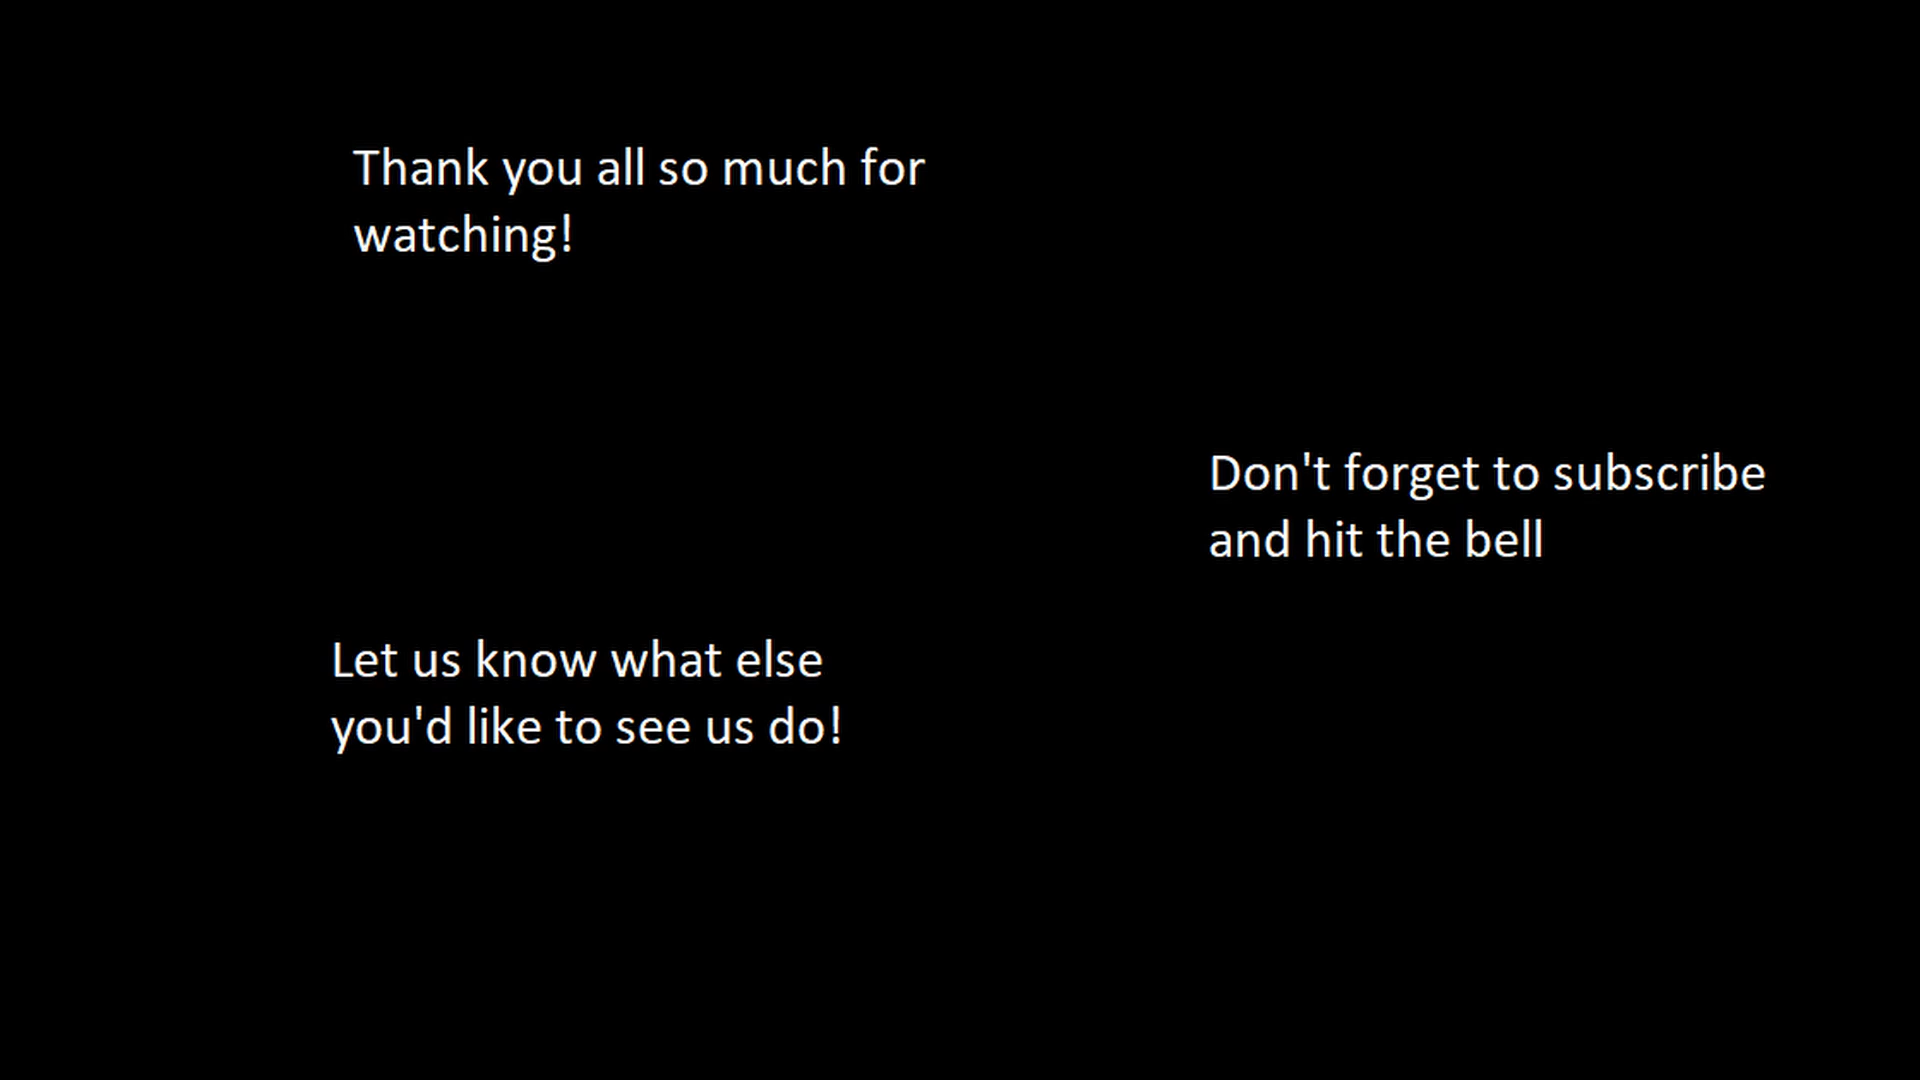 Thank you all so much for
watching!
Don't forget to subscribe
and hit the bell
Let us know what else
you'd like to see us do!